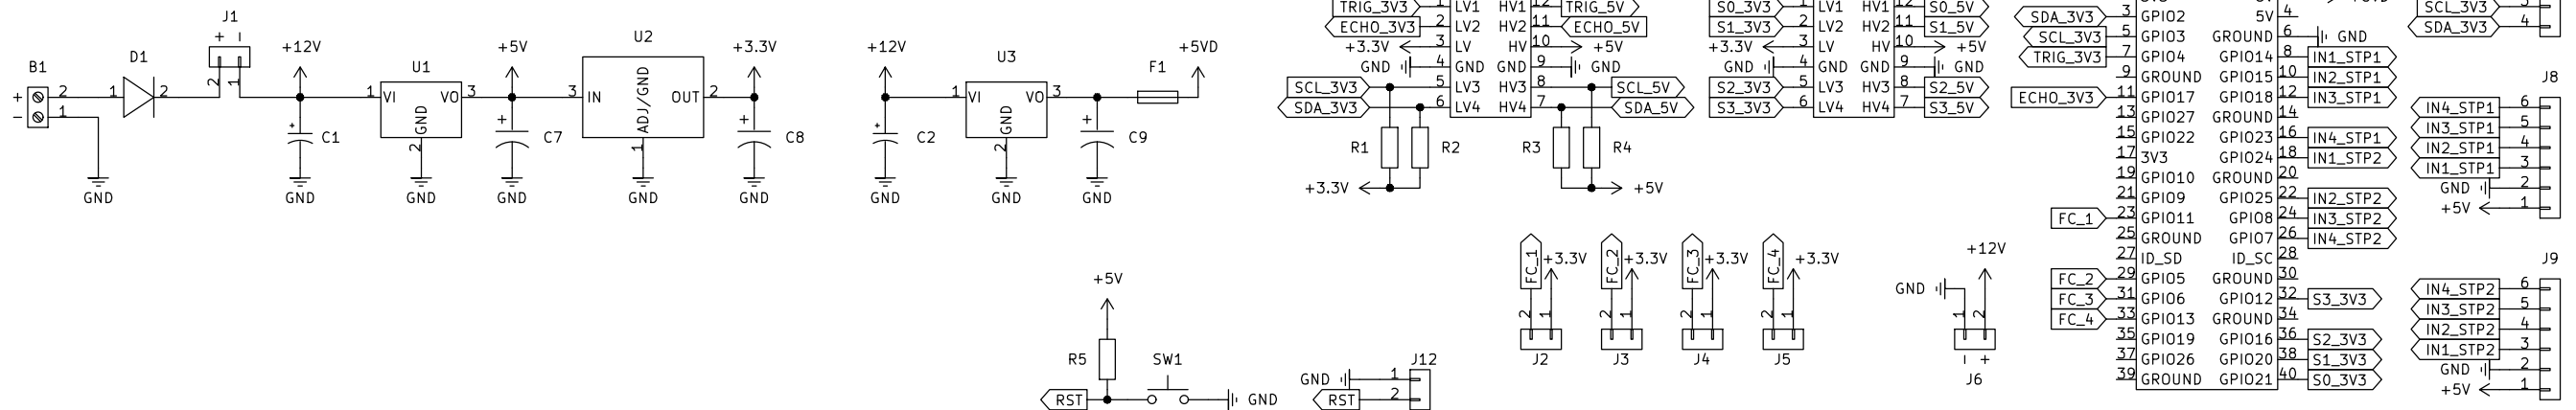 J1
+ -
2 1
+12V
B1
D1
+ 2
- 1
1 2
C1
+
GND
GND
U1
1 VI VO 3
GND
2
GND
+5V
+
C7
GND
U2
3 IN OUT 2
ADJ/GND
1
GND
+3.3V
+
C8
GND
+12V
+
C2
GND
U3
1 VI VO 3
GND
2
GND
+
C9
GND
F1
+5VD
+5V
R5
SW1
RST
GND
J12
GND 1
RST 2
TRIG_3V3 1 LV1 HV1 12 TRIG_5V
ECHO_3V3 2 LV2 HV2 11 ECHO_5V
+3.3V 3 LV HV 10 +5V
GND 4 GND GND 9 GND
SCL_3V3 5 LV3 HV3 8 SCL_5V
SDA_3V3 6 LV4 HV4 7 SDA_5V
R1 R2 R3 R4
+3.3V +5V
S0_3V3 1 LV1 HV1 12 S0_5V
S1_3V3 2 LV2 HV2 11 S1_5V
+3.3V 3 LV HV 10 +5V
GND 4 GND GND 9 GND
S2_3V3 5 LV3 HV3 8 S2_5V
S3_3V3 6 LV4 HV4 7 S3_5V
FC_1 +3.3V
2 1
J2
FC_2 +3.3V
2 1
J3
FC_3 +3.3V
2 1
J4
FC_4 +3.3V
2 1
J5
+12V
GND
1 2
- +
J6
SDA_3V3 3 GPIO2 5V 4
SCL_3V3 5 GPIO3 GROUND 6 GND
TRIG_3V3 7 GPIO4 GPIO14 8 IN1_STP1
9 GROUND GPIO15 10 IN2_STP1
ECHO_3V3 11 GPIO17 GPIO18 12 IN3_STP1
13 GPIO27 GROUND 14
15 GPIO22 GPIO23 16 IN4_STP1
17 3V3 GPIO24 18 IN1_STP2
19 GPIO10 GROUND 20
21 GPIO9 GPIO25 22 IN2_STP2
FC_1 23 GPIO11 GPIO8 24 IN3_STP2
25 GROUND GPIO7 26 IN4_STP2
27 ID_SD ID_SC 28
FC_2 29 GPIO5 GROUND 30
FC_3 31 GPIO6 GPIO12 32 S3_3V3
FC_4 33 GPIO13 GROUND 34
35 GPIO19 GPIO16 36 S2_3V3
37 GPIO26 GPIO20 38 S1_3V3
39 GROUND GPIO21 40 S0_3V3
SCL_3V3
SDA_3V3 4
J8
IN4_STP1 6
IN3_STP1 5
IN2_STP1 4
IN1_STP1 3
GND 2
+5V 1
J9
IN4_STP2 6
IN3_STP2 5
IN2_STP2 4
IN1_STP2 3
GND 2
+5V 1